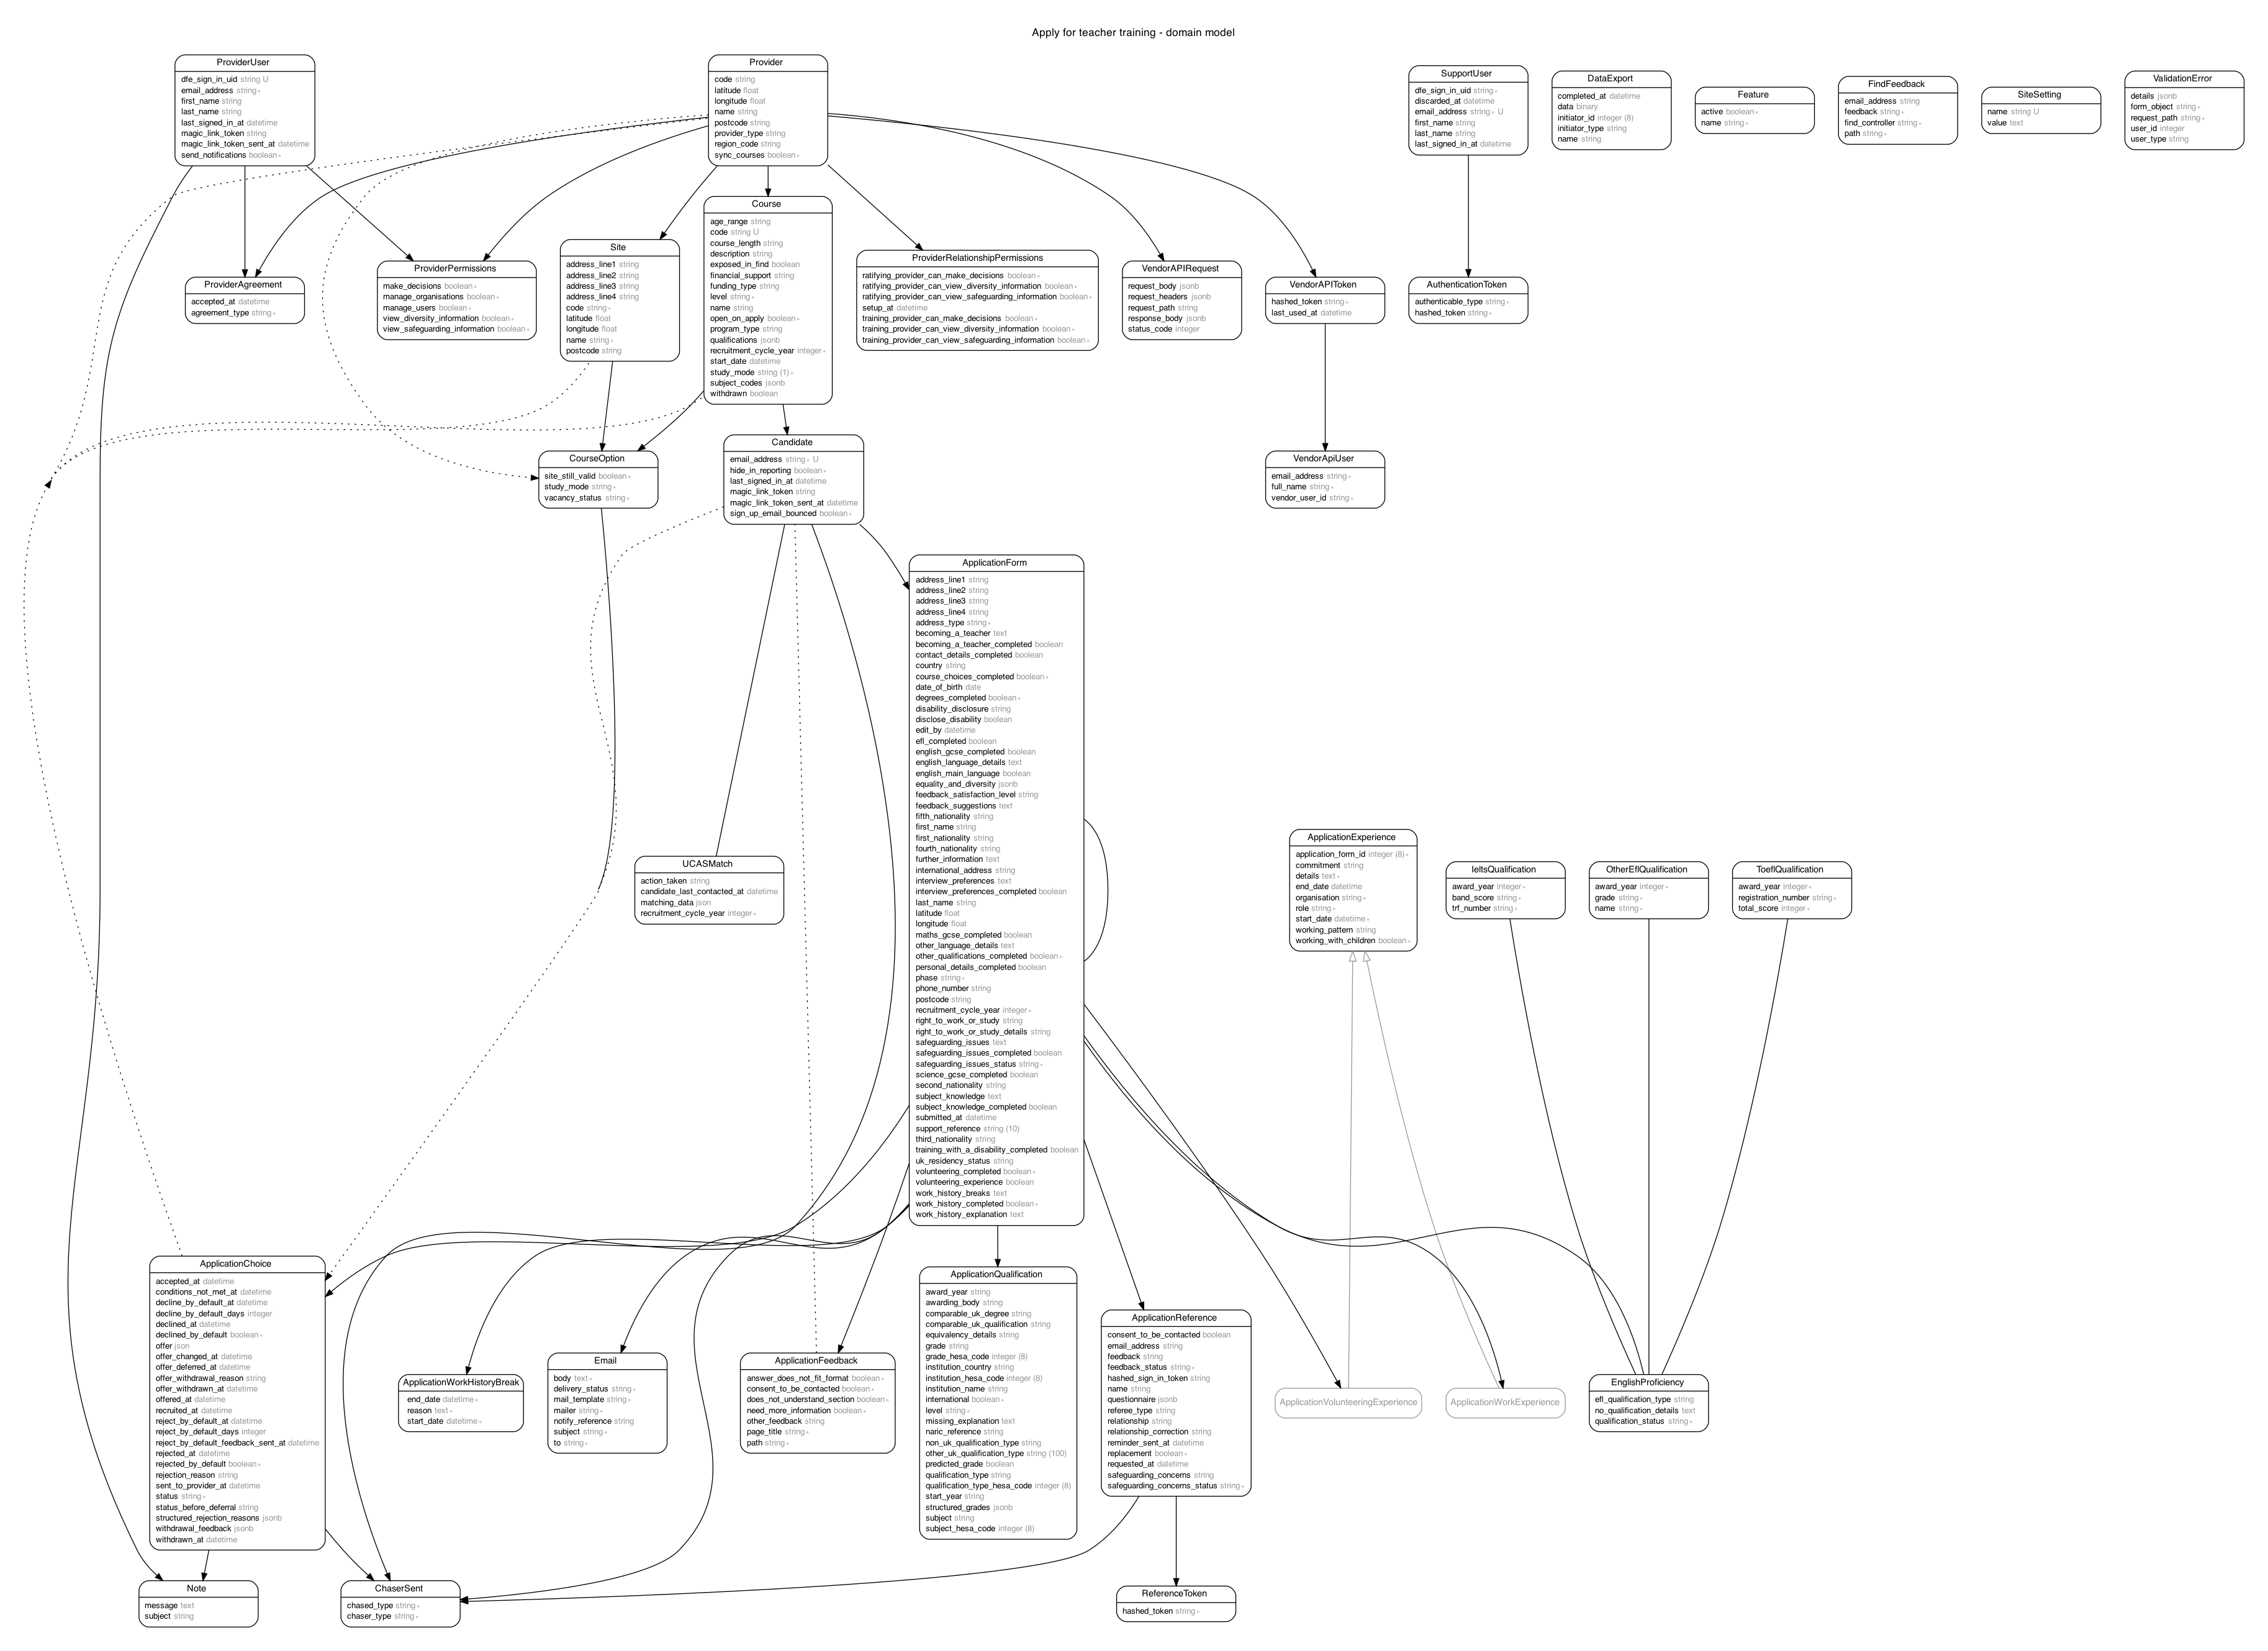 Apply for teacher training - domain model
ProviderUser
dfe_sign_in_uid string U
email_address string ∗
first_name string
last_name string
last_signed_in_at datetime
magic_link_token string
magic_link_token_sent_at datetime
send_notifications boolean ∗
Provider
code string
latitude float
longitude float
name string
postcode string
provider_type string
region_code string
sync_courses boolean ∗
SupportUser
dfe_sign_in_uid string ∗
discarded_at datetime
email_address string ∗ U
first_name string
last_name string
last_signed_in_at datetime
DataExport
completed_at datetime
data binary
initiator_id integer (8)
initiator_type string
name string
Feature
active boolean ∗
name string ∗
FindFeedback
email_address string
feedback string ∗
find_controller string ∗
path string ∗
SiteSetting
name string U
value text
ValidationError
details jsonb
form_object string ∗
request_path string ∗
user_id integer
user_type string
Course
age_range string
code string U
course_length string
description string
exposed_in_find boolean
financial_support string
funding_type string
level string ∗
name string
open_on_apply boolean ∗
program_type string
qualifications jsonb
recruitment_cycle_year integer ∗
start_date datetime
study_mode string (1) ∗
subject_codes jsonb
withdrawn boolean
Site
address_line1 string
address_line2 string
address_line3 string
address_line4 string
code string ∗
latitude float
longitude float
name string ∗
postcode string
ProviderAgreement
accepted_at datetime
agreement_type string ∗
ProviderPermissions
make_decisions boolean ∗
manage_organisations boolean ∗
manage_users boolean ∗
view_diversity_information boolean ∗
view_safeguarding_information boolean ∗
ProviderRelationshipPermissions
ratifying_provider_can_make_decisions boolean ∗
ratifying_provider_can_view_diversity_information boolean ∗
ratifying_provider_can_view_safeguarding_information boolean ∗
setup_at datetime
training_provider_can_make_decisions boolean ∗
training_provider_can_view_diversity_information boolean ∗
training_provider_can_view_safeguarding_information boolean ∗
VendorAPIRequest
request_body jsonb
request_headers jsonb
request_path string
response_body jsonb
status_code integer
VendorAPIToken
hashed_token string ∗
last_used_at datetime
AuthenticationToken
authenticable_type string ∗
hashed_token string ∗
CourseOption
site_still_valid boolean ∗
study_mode string ∗
vacancy_status string ∗
Candidate
email_address string ∗ U
hide_in_reporting boolean ∗
last_signed_in_at datetime
magic_link_token string
magic_link_token_sent_at datetime
sign_up_email_bounced boolean ∗
VendorApiUser
email_address string ∗
full_name string ∗
vendor_user_id string ∗
ApplicationForm
address_line1 string
address_line2 string
address_line3 string
address_line4 string
address_type string ∗
becoming_a_teacher text
becoming_a_teacher_completed boolean
contact_details_completed boolean
country string
course_choices_completed boolean ∗
date_of_birth date
degrees_completed boolean ∗
disability_disclosure string
disclose_disability boolean
edit_by datetime
efl_completed boolean
english_gcse_completed boolean
english_language_details text
english_main_language boolean
equality_and_diversity jsonb
feedback_satisfaction_level string
feedback_suggestions text
fifth_nationality string
first_name string
first_nationality string
fourth_nationality string
further_information text
international_address string
interview_preferences text
interview_preferences_completed boolean
last_name string
latitude float
longitude float
maths_gcse_completed boolean
other_language_details text
other_qualifications_completed boolean ∗
personal_details_completed boolean
phase string ∗
phone_number string
postcode string
recruitment_cycle_year integer ∗
right_to_work_or_study string
right_to_work_or_study_details string
safeguarding_issues text
safeguarding_issues_completed boolean
safeguarding_issues_status string ∗
science_gcse_completed boolean
second_nationality string
subject_knowledge text
subject_knowledge_completed boolean
submitted_at datetime
support_reference string (10)
third_nationality string
training_with_a_disability_completed boolean
uk_residency_status string
volunteering_completed boolean ∗
volunteering_experience boolean
work_history_breaks text
work_history_completed boolean ∗
work_history_explanation text
UCASMatch
action_taken string
candidate_last_contacted_at datetime
matching_data json
recruitment_cycle_year integer ∗
ApplicationExperience
application_form_id integer (8) ∗
commitment string
details text ∗
end_date datetime
organisation string ∗
role string ∗
start_date datetime ∗
working_pattern string
working_with_children boolean ∗
IeltsQualification
award_year integer ∗
band_score string ∗
trf_number string ∗
OtherEflQualification
award_year integer ∗
grade string ∗
name string ∗
ToeflQualification
award_year integer ∗
registration_number string ∗
total_score integer ∗
ApplicationChoice
accepted_at datetime
conditions_not_met_at datetime
decline_by_default_at datetime
decline_by_default_days integer
declined_at datetime
declined_by_default boolean ∗
offer json
offer_changed_at datetime
offer_deferred_at datetime
offer_withdrawal_reason string
offer_withdrawn_at datetime
offered_at datetime
recruited_at datetime
reject_by_default_at datetime
reject_by_default_days integer
reject_by_default_feedback_sent_at datetime
rejected_at datetime
rejected_by_default boolean ∗
rejection_reason string
sent_to_provider_at datetime
status string ∗
status_before_deferral string
structured_rejection_reasons jsonb
withdrawal_feedback jsonb
withdrawn_at datetime
ApplicationWorkHistoryBreak
end_date datetime ∗
reason text ∗
start_date datetime ∗
Email
body text ∗
delivery_status string ∗
mail_template string ∗
mailer string ∗
notify_reference string
subject string ∗
to string ∗
ApplicationFeedback
answer_does_not_fit_format boolean ∗
consent_to_be_contacted boolean ∗
does_not_understand_section boolean ∗
need_more_information boolean ∗
other_feedback string
page_title string ∗
path string ∗
ApplicationQualification
award_year string
awarding_body string
comparable_uk_degree string
comparable_uk_qualification string
equivalency_details string
grade string
grade_hesa_code integer (8)
institution_country string
institution_hesa_code integer (8)
institution_name string
international boolean ∗
level string ∗
missing_explanation text
naric_reference string
non_uk_qualification_type string
other_uk_qualification_type string (100)
predicted_grade boolean
qualification_type string
qualification_type_hesa_code integer (8)
start_year string
structured_grades jsonb
subject string
subject_hesa_code integer (8)
ApplicationReference
consent_to_be_contacted boolean
email_address string
feedback string
feedback_status string ∗
hashed_sign_in_token string
name string
questionnaire jsonb
referee_type string
relationship string
relationship_correction string
reminder_sent_at datetime
replacement boolean ∗
requested_at datetime
safeguarding_concerns string
safeguarding_concerns_status string ∗
ApplicationVolunteeringExperience
ApplicationWorkExperience
EnglishProficiency
efl_qualification_type string
no_qualification_details text
qualification_status string ∗
Note
message text
subject string
ChaserSent
chased_type string ∗
chaser_type string ∗
ReferenceToken
hashed_token string ∗